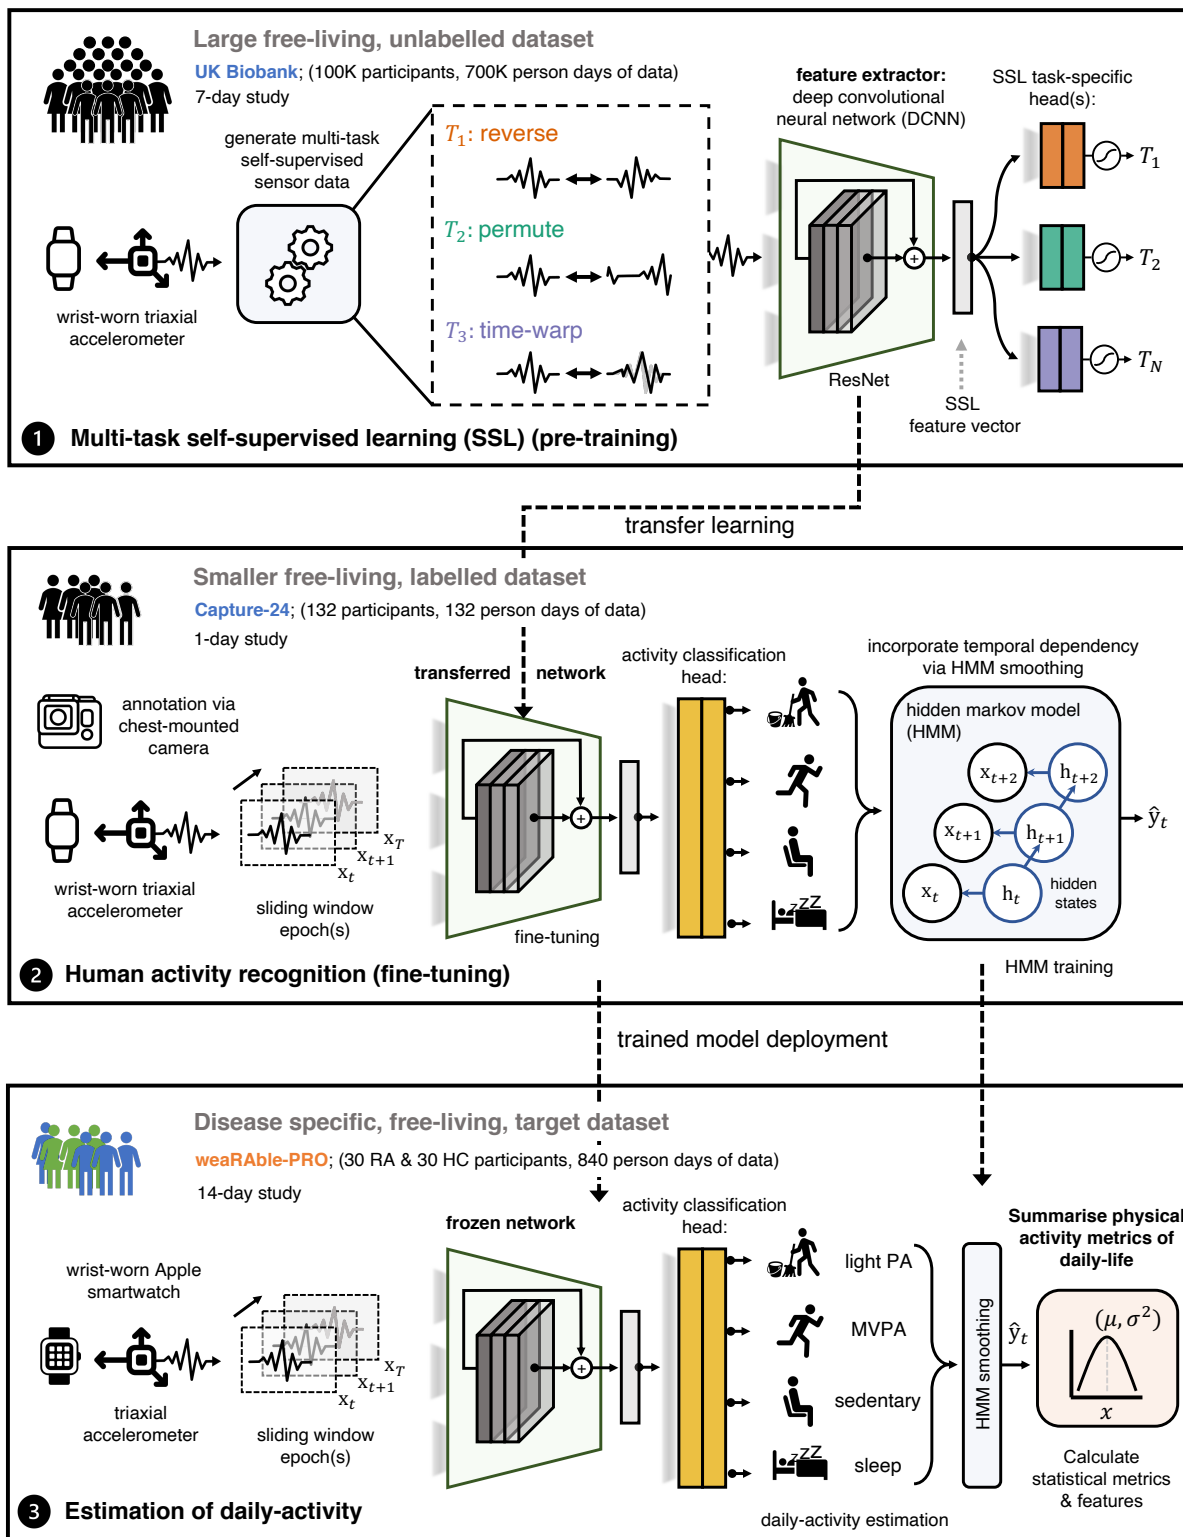 Large free-living, unlabelled dataset
UK Biobank; (100K participants, 700K person days of data)
7-day study
generate multi-task
self-supervised
sensor data
wrist-worn triaxial
accelerometer
T1: reverse
T2: permute
T3: time-warp
feature extractor:
deep convolutional
neural network (DCNN)
ResNet
SSL task-specific
head(s):
T1
T2
TN
SSL
feature vector
1 Multi-task self-supervised learning (SSL) (pre-training)
transfer learning
Smaller free-living, labelled dataset
Capture-24; (132 participants, 132 person days of data)
1-day study
annotation via
chest-mounted
camera
wrist-worn triaxial
accelerometer
xT
xt+1
xt
sliding window
epoch(s)
transferred network
fine-tuning
activity classification
head:
zzZZ
incorporate temporal dependency
via HMM smoothing
hidden markov model
(HMM)
xt+2 ht+2
xt+1 ht+1
xt ht
hidden
states
ŷt
HMM training
2 Human activity recognition (fine-tuning)
trained model deployment
Disease specific, free-living, target dataset
weaRAble-PRO; (30 RA & 30 HC participants, 840 person days of data)
14-day study
wrist-worn Apple
smartwatch
triaxial
accelerometer
xT
xt+1
xt
sliding window
epoch(s)
frozen network
activity classification
head:
light PA
MVPA
sedentary
zzZZ
sleep
daily-activity estimation
HMM smoothing
ŷt
Summarise physical
activity metrics of
daily-life
(μ, σ²)
x
Calculate
statistical metrics
& features
3 Estimation of daily-activity